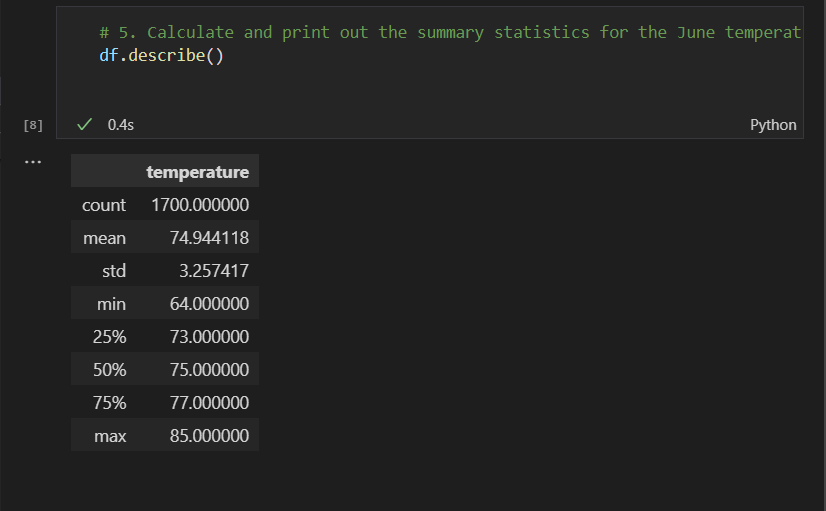 # 5. Calculate and print out the summary statistics for the June temperat
df.describe()
[8] 0.4s Python
...
temperature
count 1700.000000
mean 74.944118
std 3.257417
min 64.000000
25% 73.000000
50% 75.000000
75% 77.000000
max 85.000000